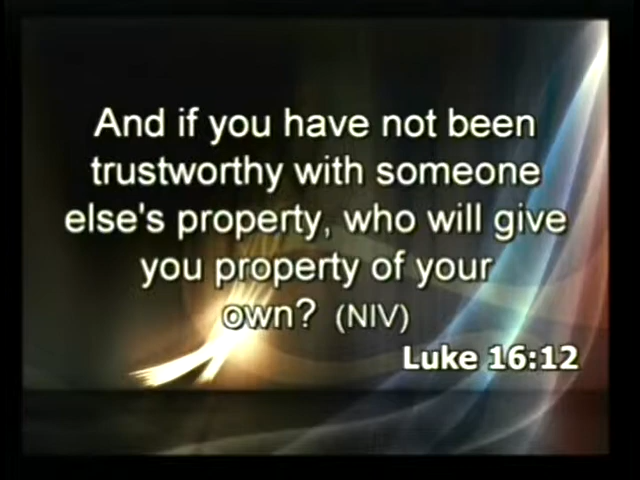 And if you have not been
trustworthy with someone
else's property, who will give
you property of your
own? (NIV)
Luke 16:12